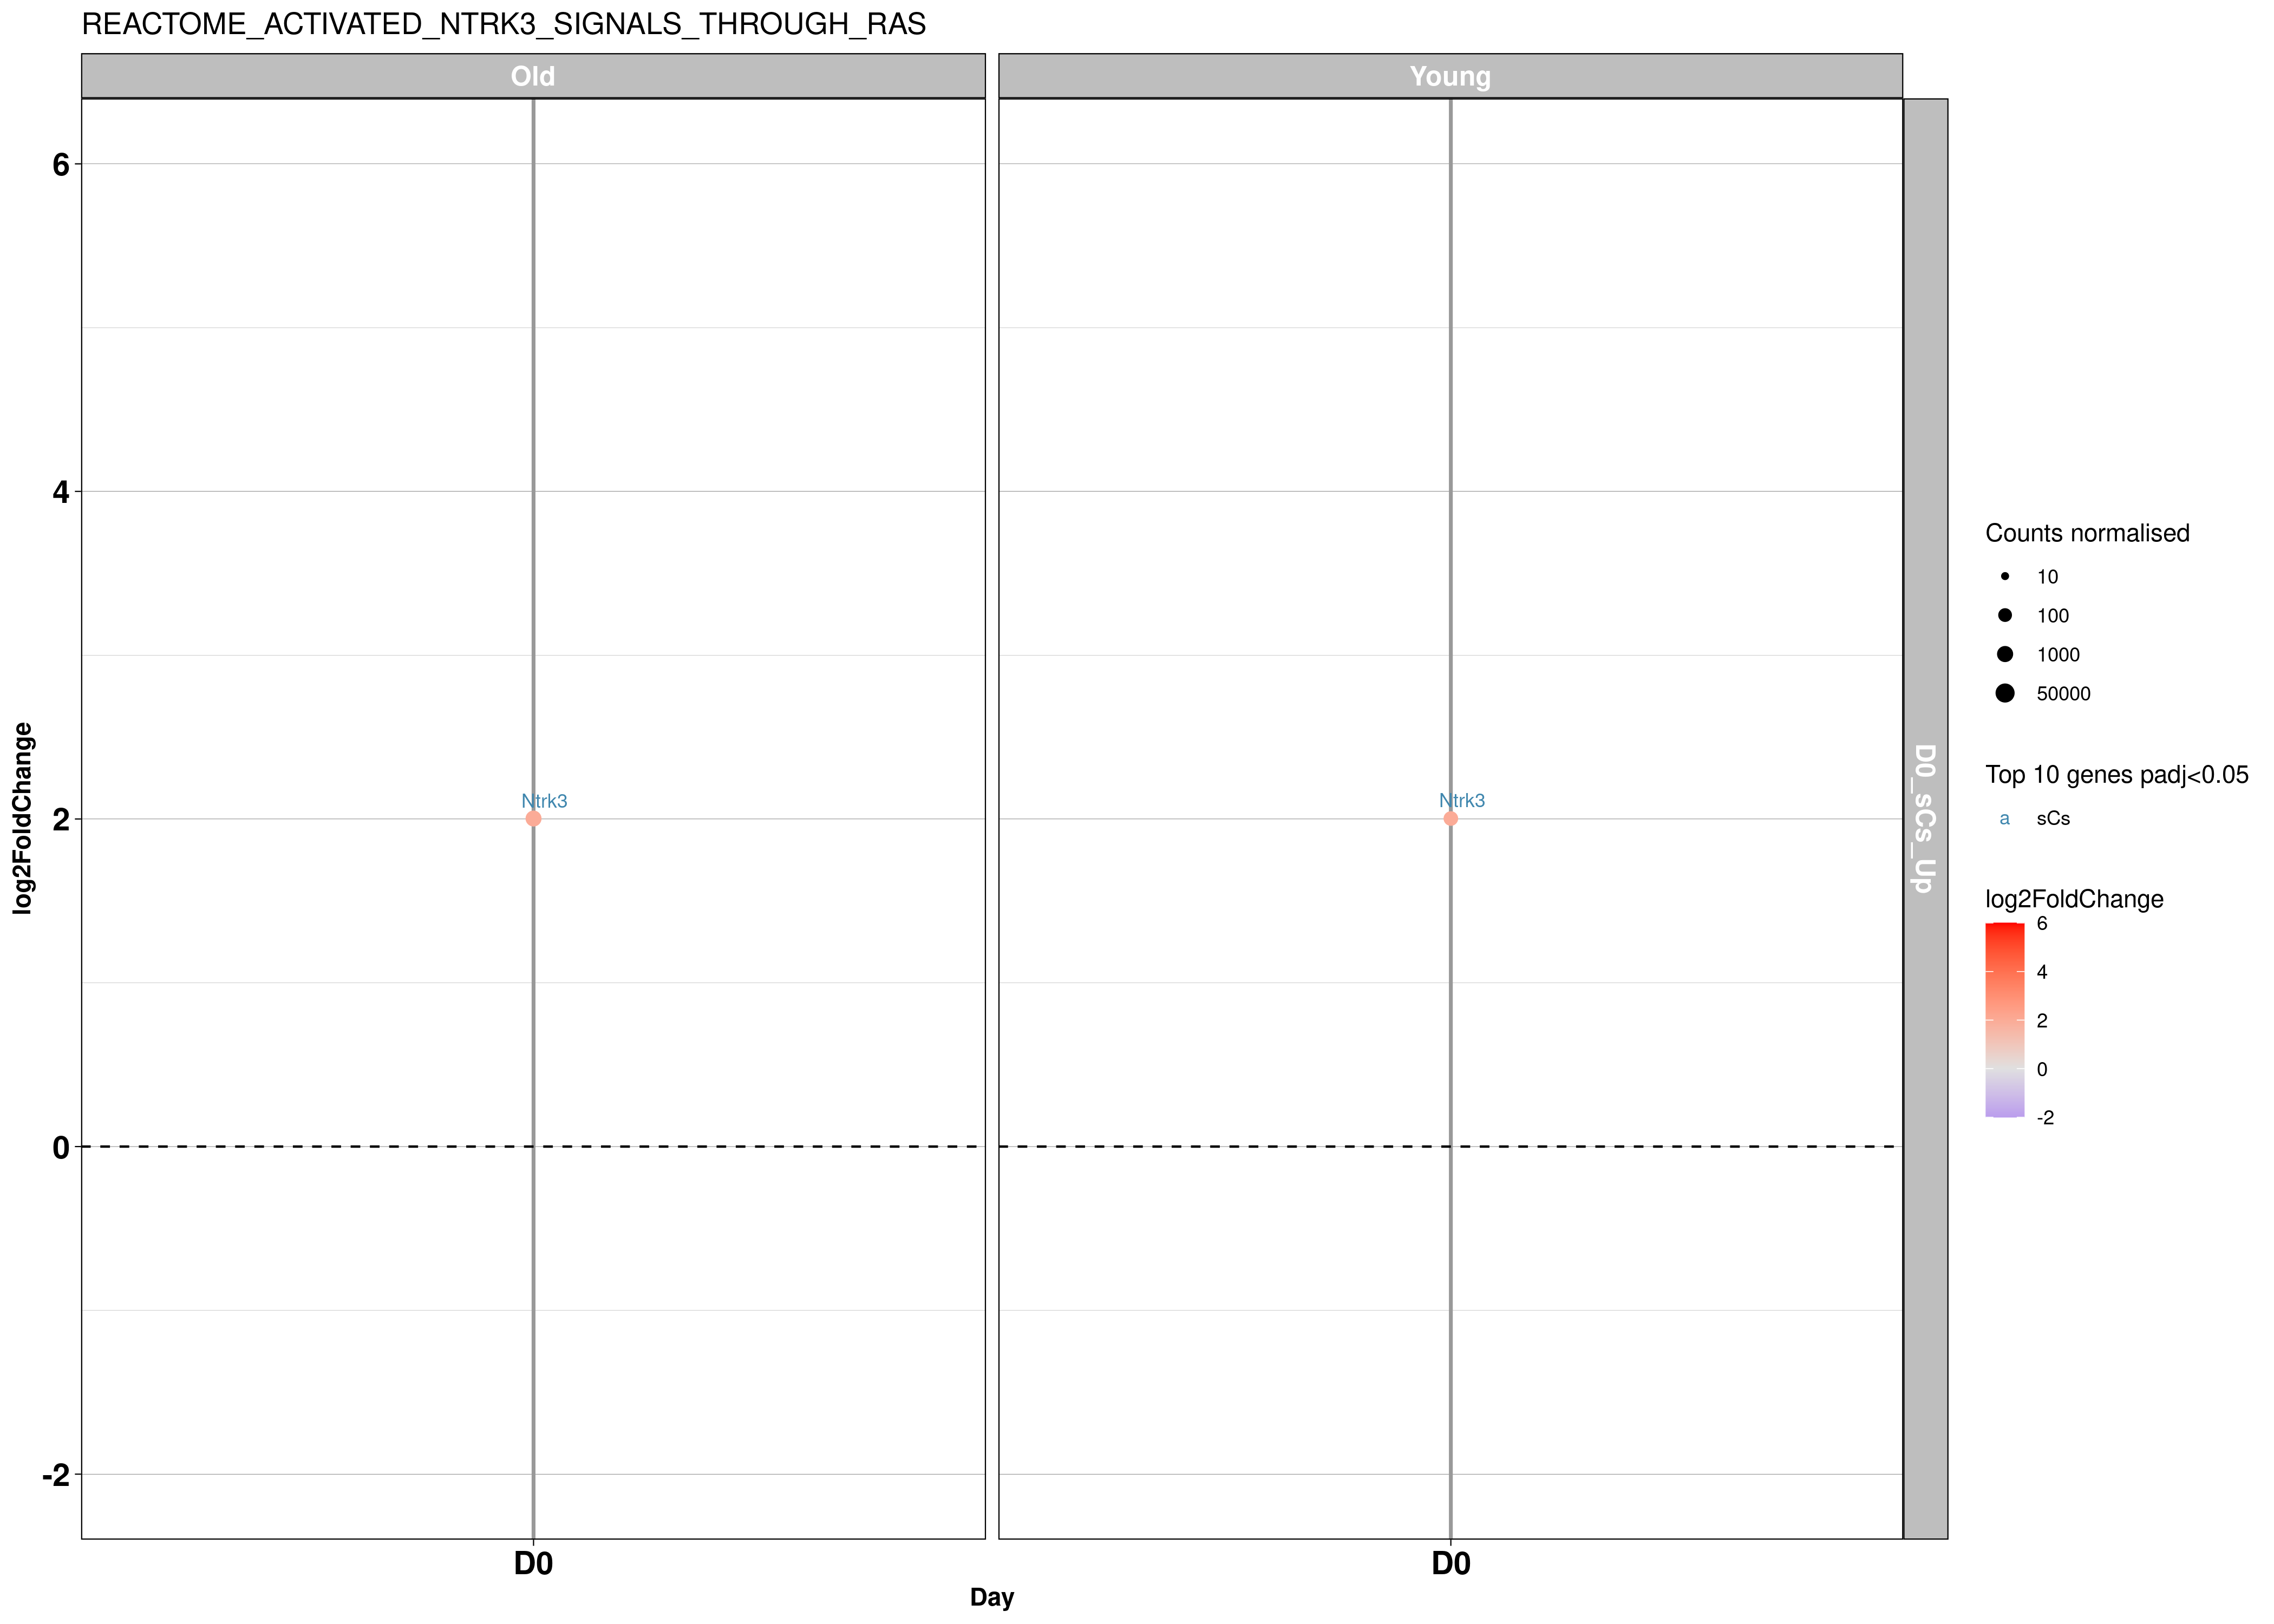 REACTOME_ACTIVATED_NTRK3_SIGNALS_THROUGH_RAS
Old
Young
6
4
2
0
-2
log2FoldChange
Ntrk3
Ntrk3
D0_sCs_Up
D0
D0
Day
Counts normalised
10
100
1000
50000
Top 10 genes padj<0.05
a sCs
log2FoldChange
6
4
2
0
-2